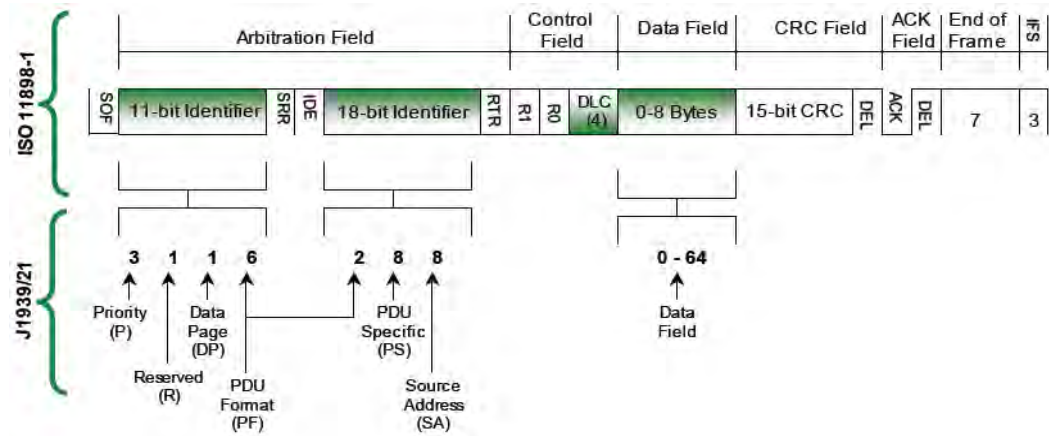 ISO 11898-1
Arbitration Field
Control
Field
Data Field
CRC Field
ACK
Field
End of
Frame
IFS
SOF
11-bit Identifier
SRR
IDE
18-bit Identifier
RTR
R1
R0
DLC
(4)
0-8 Bytes
15-bit CRC
DEL
ACK
DEL
7
3
J1939/21
3 1 1 6
2 8 8
0 - 64
Priority
(P)
Reserved
(R)
Data
Page
(DP)
PDU
Format
(PF)
PDU
Specific
(PS)
Source
Address
(SA)
Data
Field